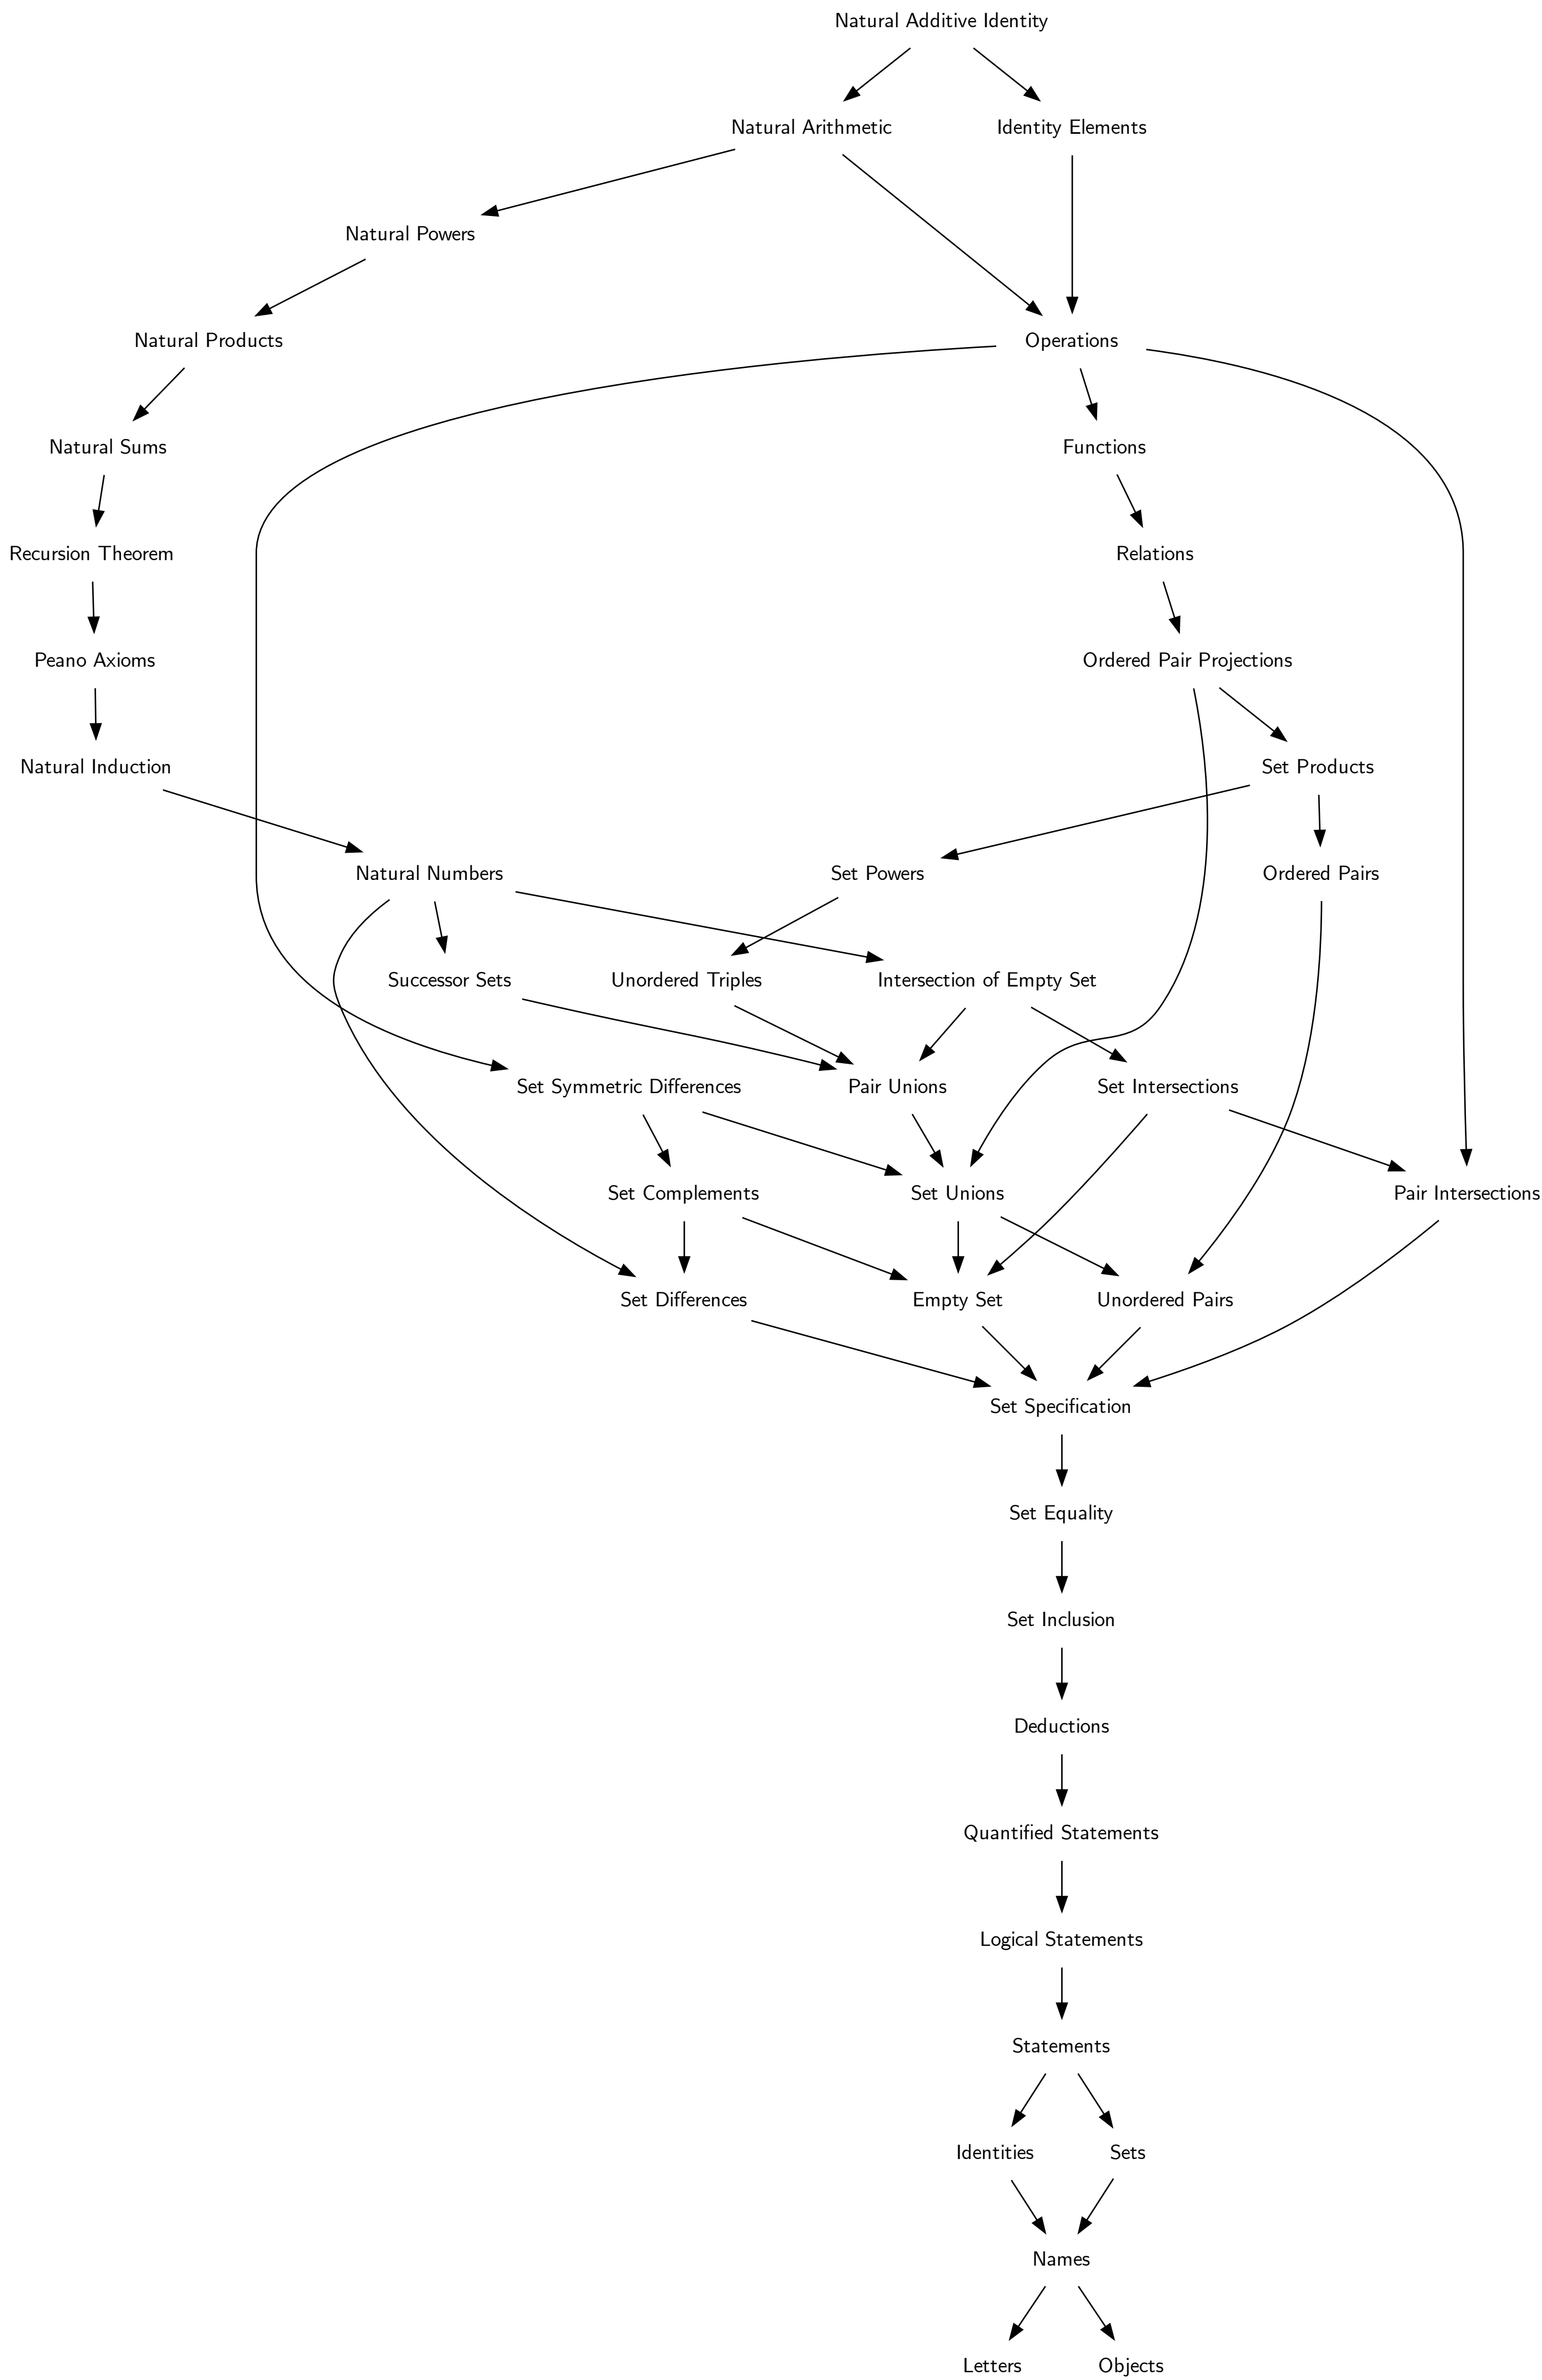 Natural Additive Identity
Natural Arithmetic
Identity Elements
Natural Powers
Natural Products
Operations
Natural Sums
Functions
Recursion Theorem
Relations
Peano Axioms
Ordered Pair Projections
Natural Induction
Set Products
Natural Numbers
Set Powers
Ordered Pairs
Successor Sets
Unordered Triples
Intersection of Empty Set
Set Symmetric Differences
Pair Unions
Set Intersections
Set Complements
Set Unions
Pair Intersections
Set Differences
Empty Set
Unordered Pairs
Set Specification
Set Equality
Set Inclusion
Deductions
Quantified Statements
Logical Statements
Statements
Identities
Sets
Names
Letters
Objects